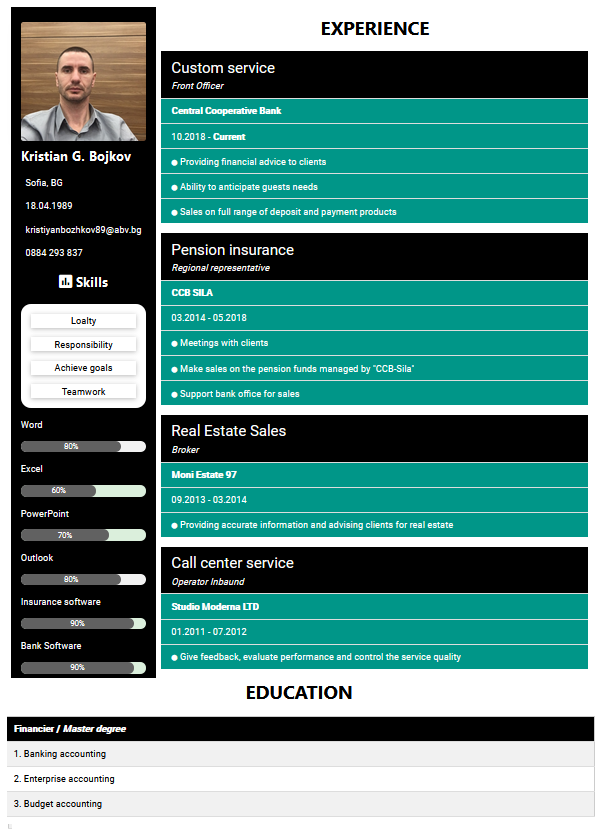 Kristian G. Bojkov
Sofia, BG
18.04.1989
kristiyanbozhkov89@abv.bg
0884 293 837
Skills
Loalty
Responsibility
Achieve goals
Teamwork
Word
80%
Excel
60%
PowerPoint
70%
Outlook
80%
Insurance software
90%
Bank Software
90%
EXPERIENCE
Custom service
Front Officer
Central Cooperative Bank
10.2018 - Current
Providing financial advice to clients
Ability to anticipate guests needs
Sales on full range of deposit and payment products
Pension insurance
Regional representative
CCB SILA
03.2014 - 05.2018
Meetings with clients
Make sales on the pension funds managed by "CCB-Sila"
Support bank office for sales
Real Estate Sales
Broker
Moni Estate 97
09.2013 - 03.2014
Providing accurate information and advising clients for real estate
Call center service
Operator Inbaund
Studio Moderna LTD
01.2011 - 07.2012
Give feedback, evaluate performance and control the service quality
EDUCATION
Financier / Master degree
1. Banking accounting
2. Enterprise accounting
3. Budget accounting